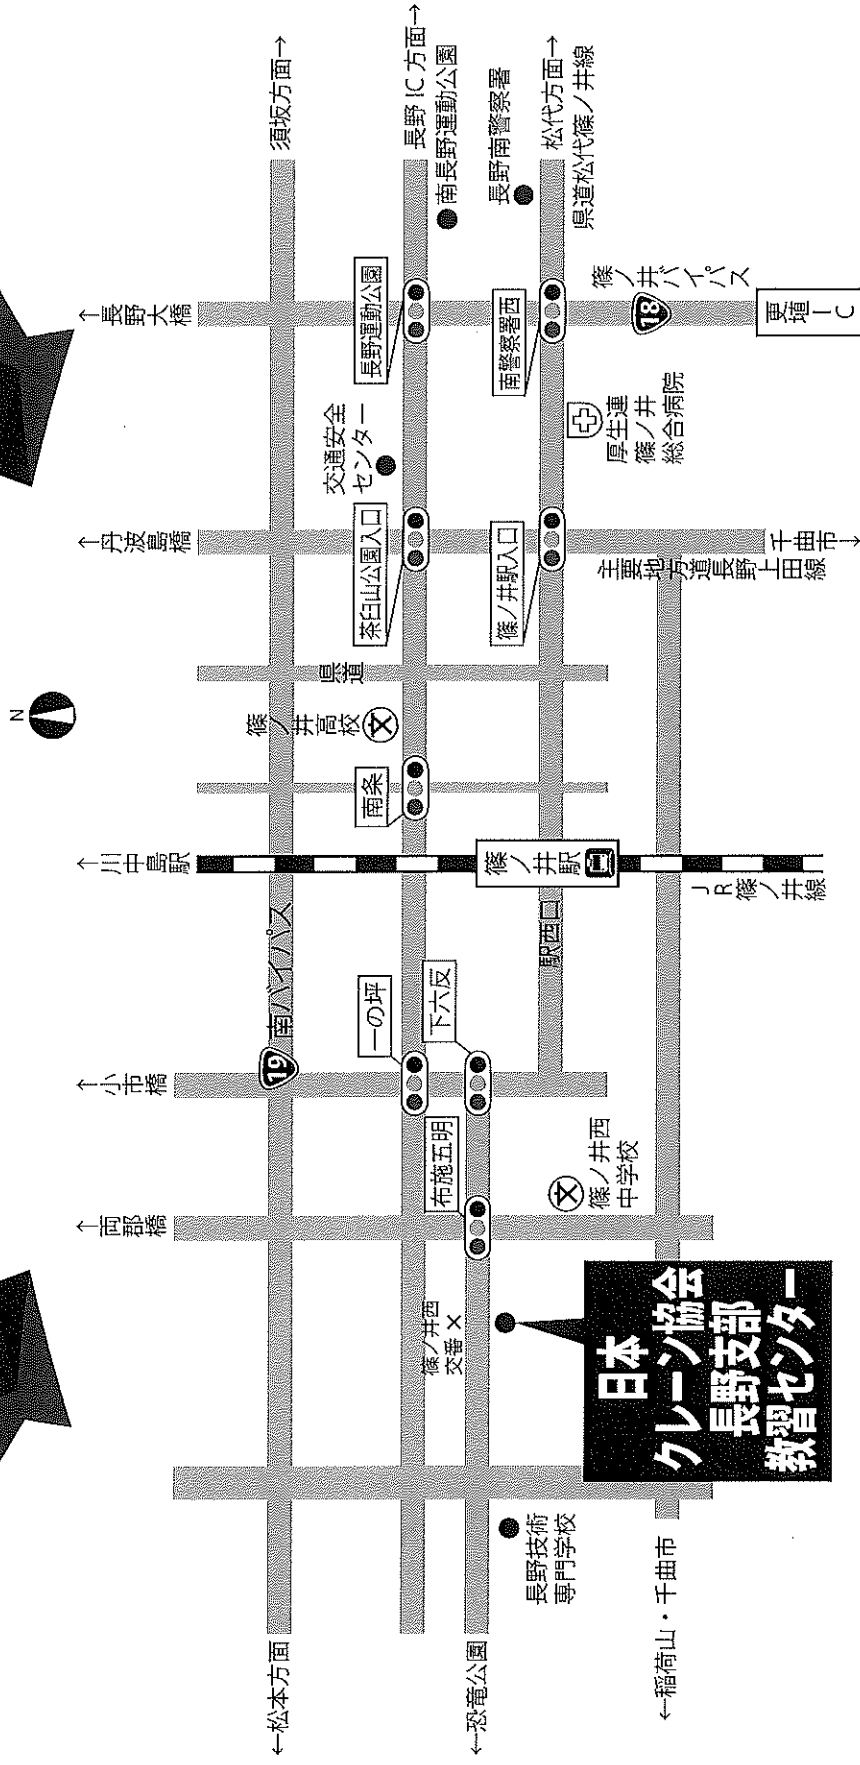 N
↑
長野大橋
↑
丹波島橋
↑
川中島駅
↑
小市橋
↑
両郡橋
須坂方面→
長野IC方面→
南長野運動公園
長野南警察署
松代方面→
県道松代篠ノ井線
←松本方面
←恐竜公園
←稲荷山・千曲市
19
南バイパス
県道
交通安全
センター
篠ノ井高校
文
長野運動公園
茶臼山公園入口
南条
一の坪
下六反
布施五明
南警察署西
篠ノ井駅入口
篠ノ井駅
駅西口
篠ノ井バイパス
18
更埴IC
厚生連
篠ノ井
総合病院
主要地方道長野上田線
千曲市
↓
JR篠ノ井線
文
篠ノ井西
中学校
篠ノ井西
交番 ×
長野技術
専門学校
日本
クレーン協会
長野支部
教習センター